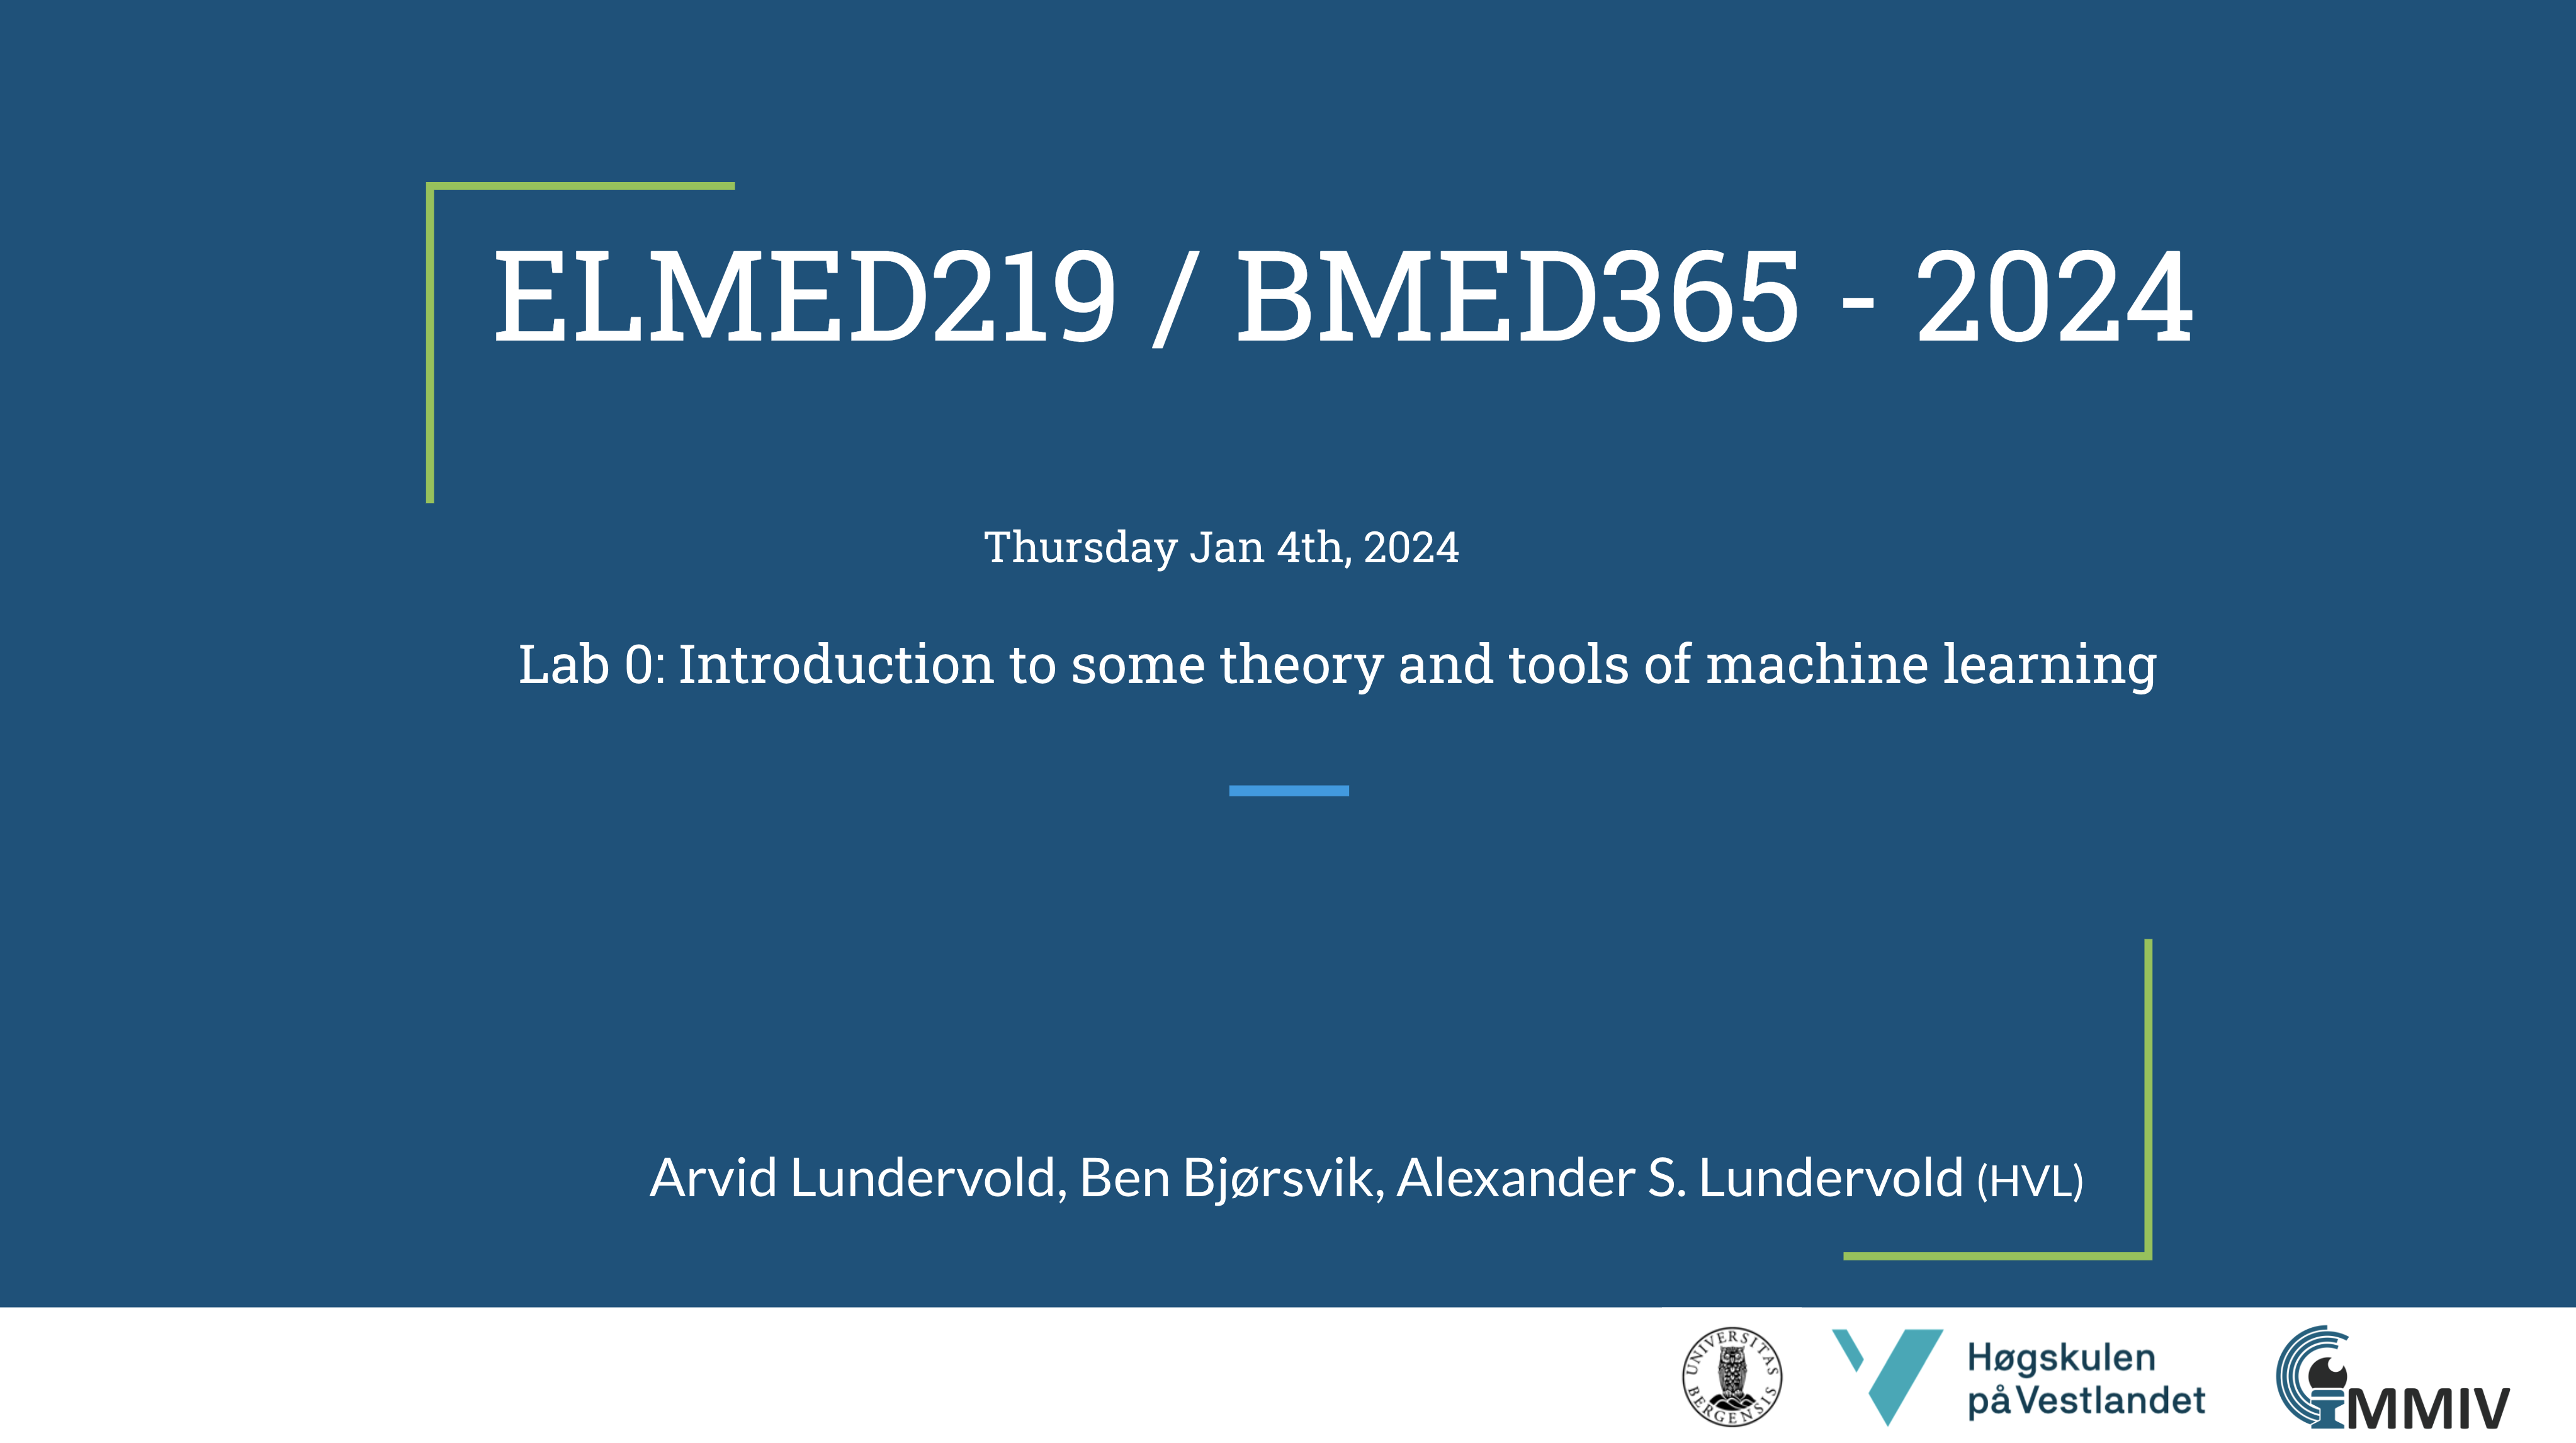 ELMED219 / BMED365 - 2024
Thursday Jan 4th, 2024
Lab 0: Introduction to some theory and tools of machine learning
Arvid Lundervold, Ben Bjørsvik, Alexander S. Lundervold (HVL)
UNIVERSITAS BERGENSIS
Høgskulen
på Vestlandet
MMIV